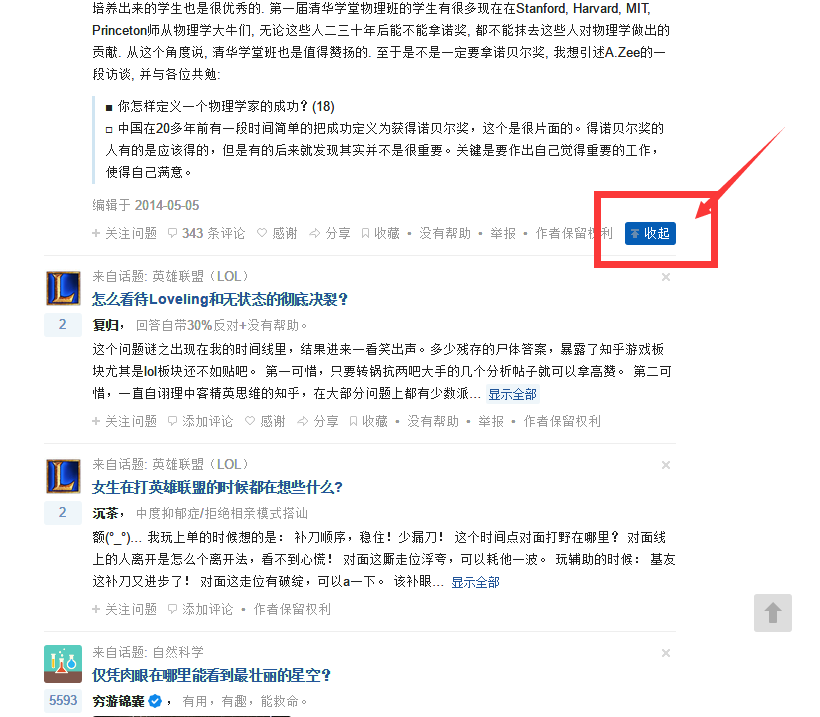 培养出来的学生也是很优秀的. 第一届清华学堂物理班的学生有很多现在在Stanford, Harvard, MIT,
Princeton师从物理学大牛们, 无论这些人二三十年后能不能拿诺奖, 都不能抹去这些人对物理学做出的
贡献. 从这个角度说, 清华学堂班也是值得赞扬的. 至于是不是一定要拿诺贝尔奖, 我想引述A.Zee的一
段访谈, 并与各位共勉:
■ 你怎样定义一个物理学家的成功？(18)
□ 中国在20多年前有一段时间简单的把成功定义为获得诺贝尔奖，这个是很片面的。得诺贝尔奖的
人有的是应该得的，但是有的后来就发现其实并不是很重要。关键是要作出自己觉得重要的工作，
使得自己满意。
编辑于 2014-05-05
+ 关注问题 343 条评论 感谢 分享 收藏 • 没有帮助 • 举报 • 作者保留权利 收起
来自话题: 英雄联盟（LOL）
怎么看待Loveling和无状态的彻底决裂？
2 复归， 回答自带30%反对+没有帮助。
这个问题谜之出现在我的时间线里，结果进来一看笑出声。多少残存的尸体答案，暴露了知乎游戏板
块尤其是lol板块还不如贴吧。 第一可惜，只要转锅抗两吧大手的几个分析帖子就可以拿高赞。 第二可
惜，一直自诩理中客精英思维的知乎，在大部分问题上都有少数派... 显示全部
+ 关注问题 添加评论 感谢 分享 收藏 • 没有帮助 • 举报 • 作者保留权利
来自话题: 英雄联盟（LOL）
女生在打英雄联盟的时候都在想些什么？
2 沉茶， 中度抑郁症/拒绝相亲模式搭讪
额(°_°)... 我玩上单的时候想的是： 补刀顺序，稳住！少漏刀！ 这个时间点对面打野在哪里？ 对面线
上的人离开是怎么个离开法，看不到心慌！ 对面这厮走位浮夸，可以耗他一波。 玩辅助的时候： 基友
这补刀又进步了！ 对面这走位有破绽，可以a一下。 该补眼... 显示全部
+ 关注问题 添加评论 • 作者保留权利
来自话题: 自然科学
仅凭肉眼在哪里能看到最壮丽的星空？
5593 穷游锦囊 ， 有用，有趣，能救命。